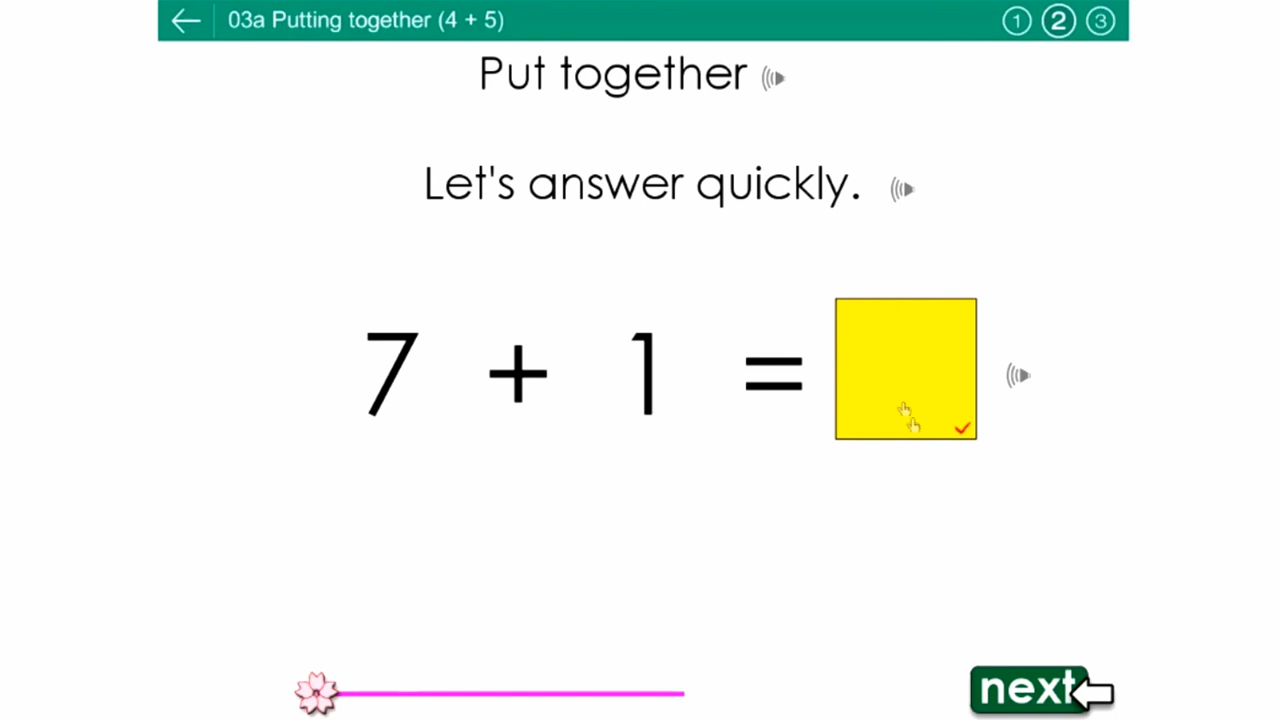 03a Putting together (4 + 5)
1 2 3
Put together
Let's answer quickly.
7 + 1 =
next